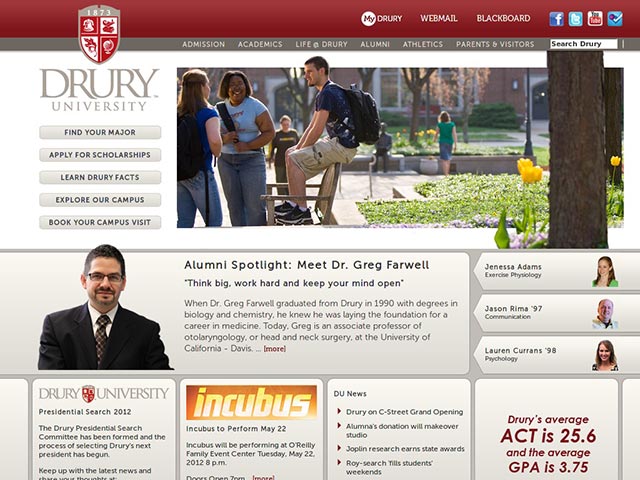 1873
My DRURY
WEBMAIL
BLACKBOARD
You Tube
ADMISSION
ACADEMICS
LIFE @ DRURY
ALUMNI
ATHLETICS
PARENTS & VISITORS
Search Drury
DRURY
UNIVERSITY
FIND YOUR MAJOR
APPLY FOR SCHOLARSHIPS
LEARN DRURY FACTS
EXPLORE OUR CAMPUS
BOOK YOUR CAMPUS VISIT
Alumni Spotlight: Meet Dr. Greg Farwell
"Think big, work hard and keep your mind open"
When Dr. Greg Farwell graduated from Drury in 1990 with degrees in
biology and chemistry, he knew he was laying the foundation for a
career in medicine. Today, Greg is an associate professor of
otolaryngology, or head and neck surgery, at the University of
California - Davis. ... [more]
Jenessa Adams
Exercise Physiology
Jason Rima '97
Communication
Lauren Currans '98
Psychology
DRURY UNIVERSITY
Presidential Search 2012
The Drury Presidential Search
Committee has been formed and the
process of selecting Drury's next
president has begun.
Keep up with the latest news and
share your thoughts at:
incubus
Incubus to Perform May 22
Incubus will be performing at O'Reilly
Family Event Center Tuesday, May 22,
2012 8 p.m.
Doors Open 7pm... [more]
DU News
Drury on C-Street Grand Opening
Alumna's donation will makeover
studio
Joplin research earns state awards
Roy-search 'fills students'
weekends
Drury's average
ACT is 25.6
and the average
GPA is 3.75